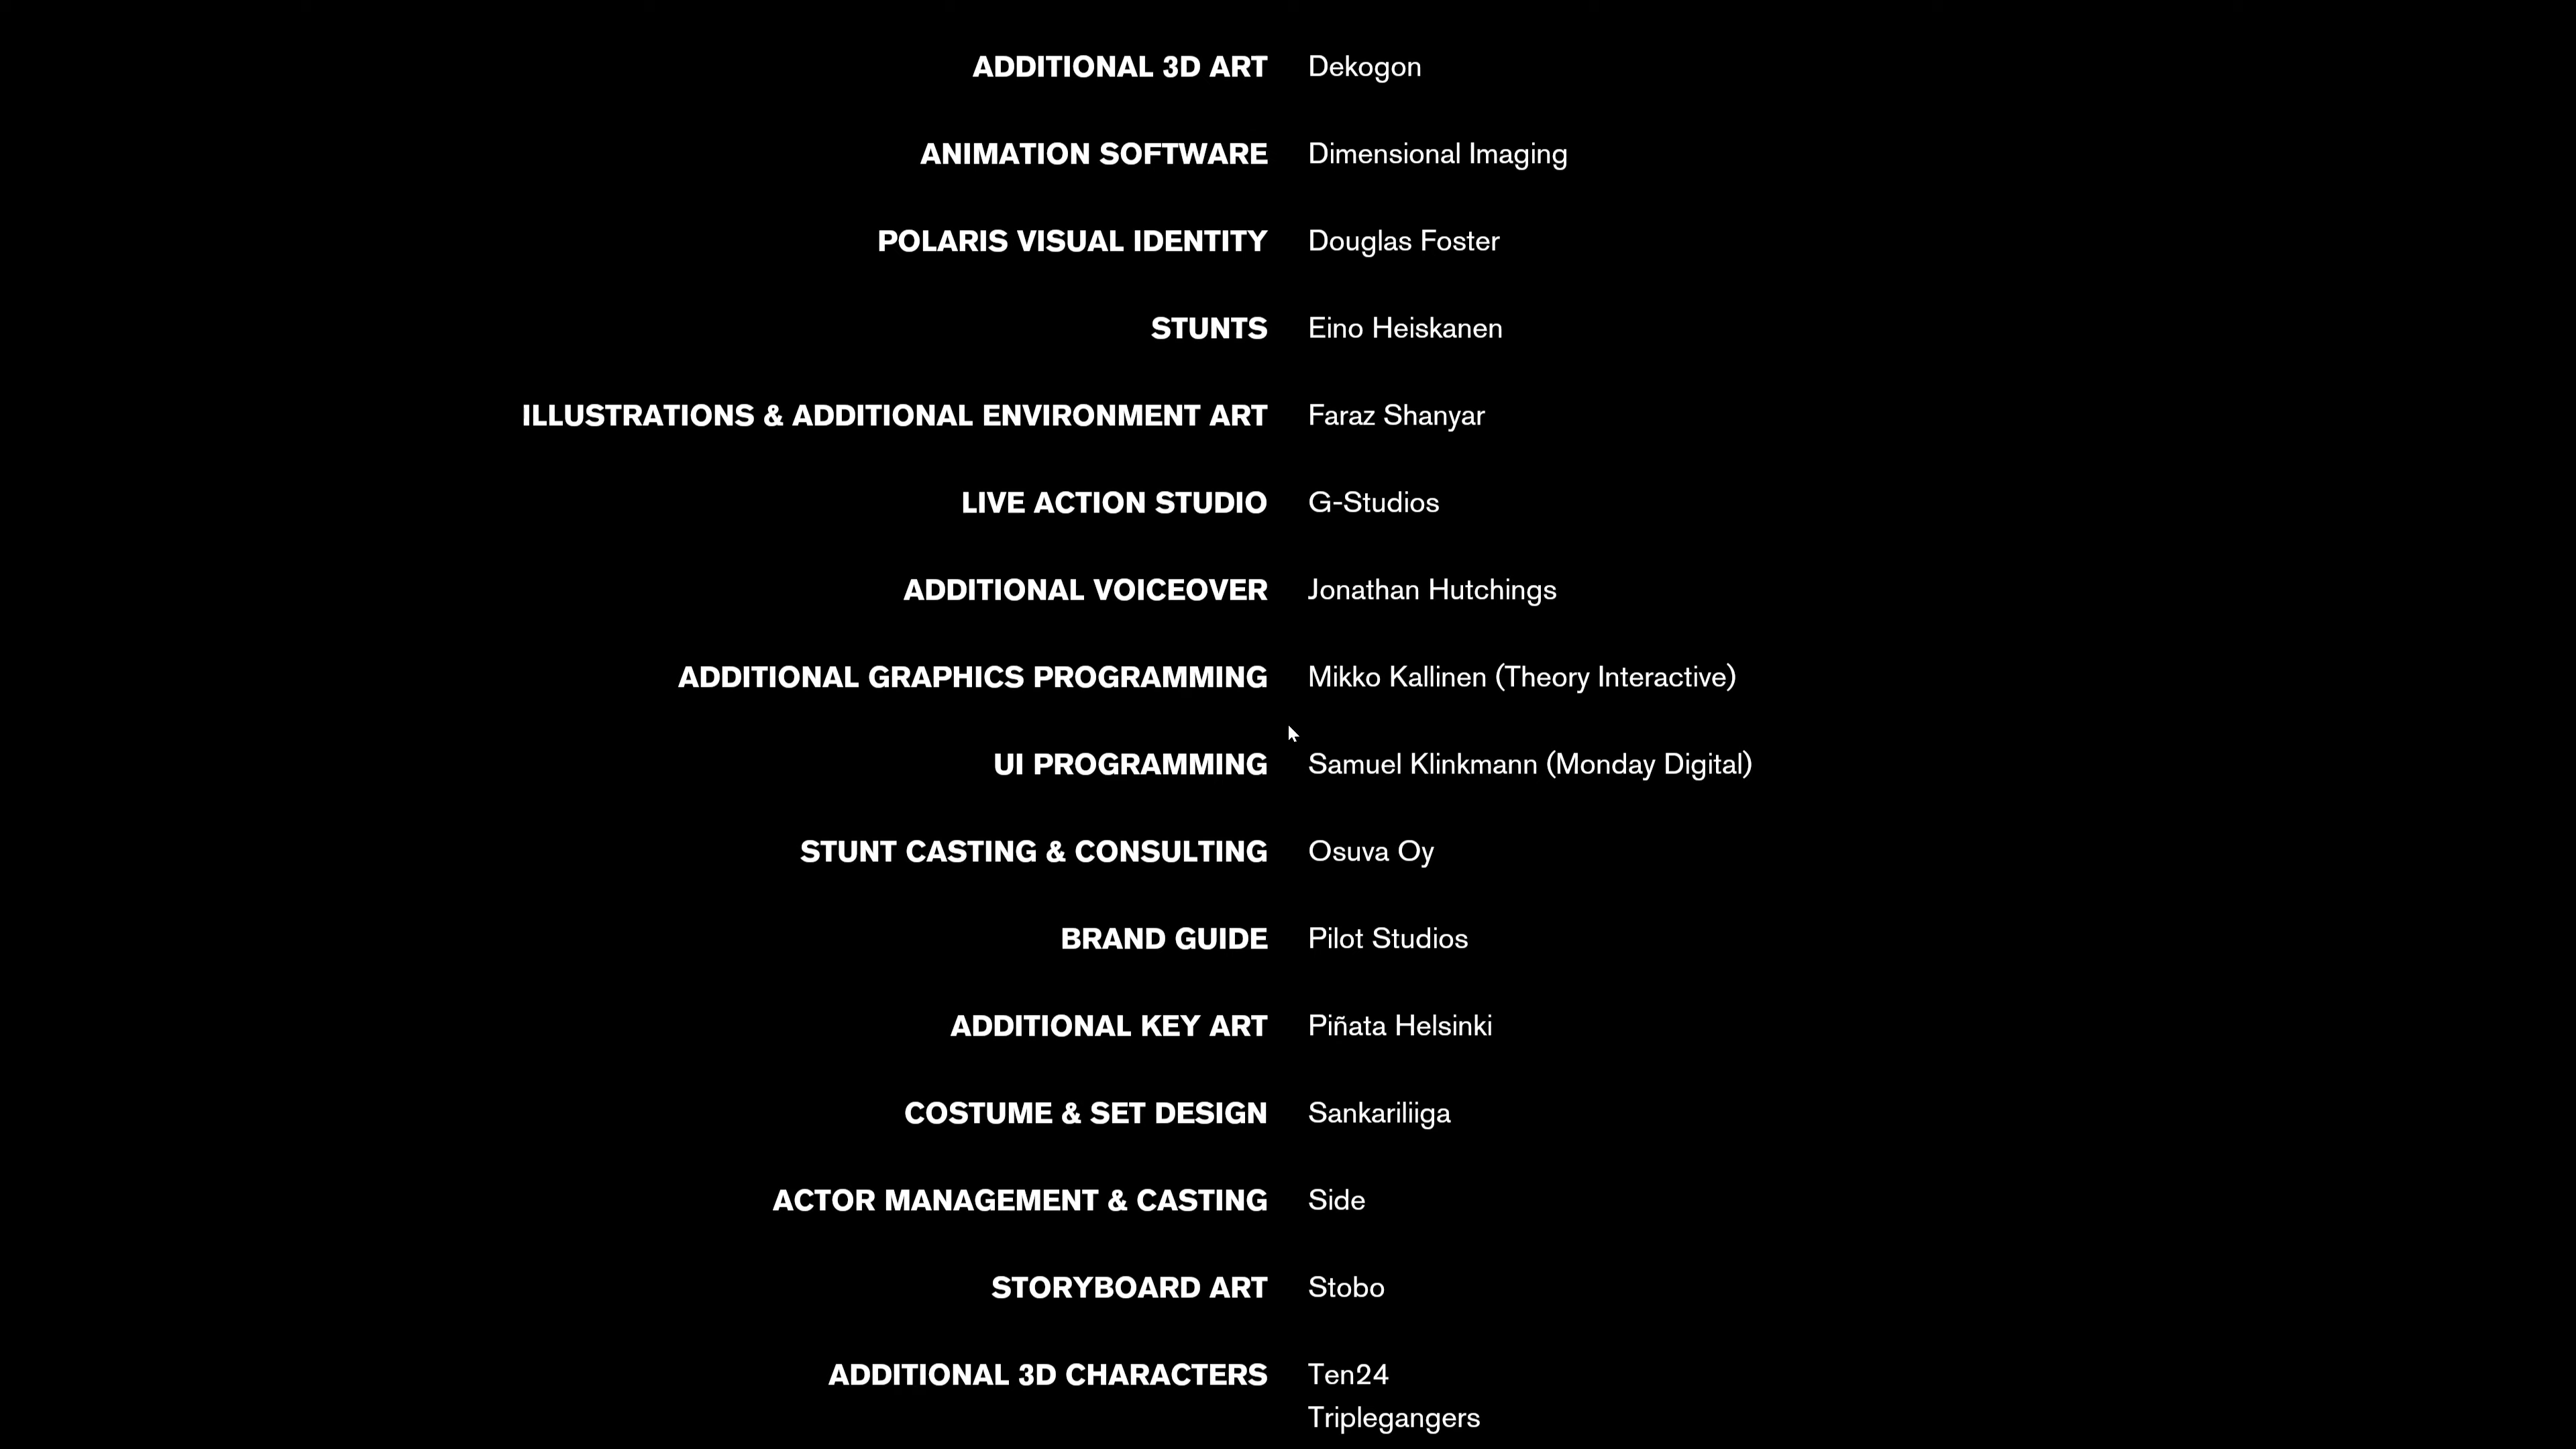 ADDITIONAL 3D ART Dekogon
ANIMATION SOFTWARE Dimensional Imaging
POLARIS VISUAL IDENTITY Douglas Foster
STUNTS Eino Heiskanen
ILLUSTRATIONS & ADDITIONAL ENVIRONMENT ART Faraz Shanyar
LIVE ACTION STUDIO G-Studios
ADDITIONAL VOICEOVER Jonathan Hutchings
ADDITIONAL GRAPHICS PROGRAMMING Mikko Kallinen (Theory Interactive)
UI PROGRAMMING Samuel Klinkmann (Monday Digital)
STUNT CASTING & CONSULTING Osuva Oy
BRAND GUIDE Pilot Studios
ADDITIONAL KEY ART Piñata Helsinki
COSTUME & SET DESIGN Sankariliiga
ACTOR MANAGEMENT & CASTING Side
STORYBOARD ART Stobo
ADDITIONAL 3D CHARACTERS Ten24
Triplegangers